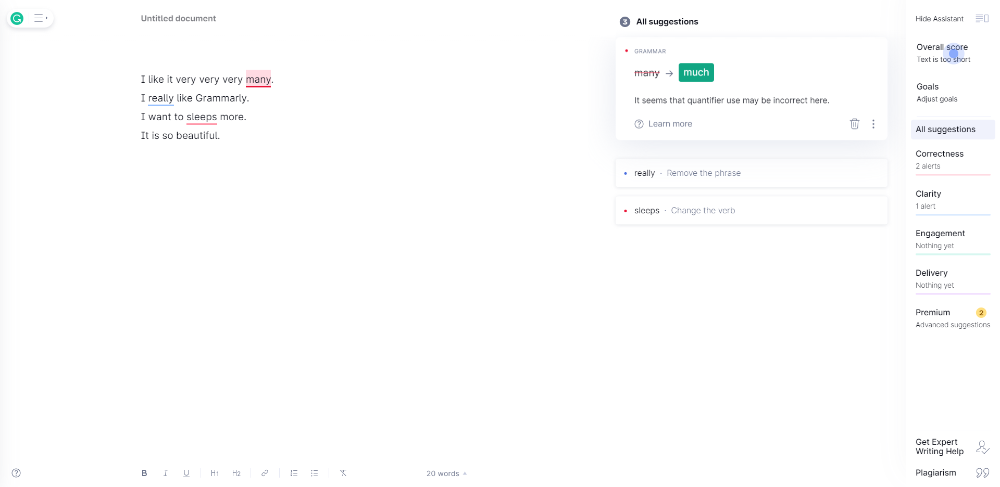 Untitled document
I like it very very very many.
I really like Grammarly.
I want to sleeps more.
It is so beautiful.
B I U H1 H2
20 words
3 All suggestions
GRAMMAR
many → much
It seems that quantifier use may be incorrect here.
Learn more
really · Remove the phrase
sleeps · Change the verb
Hide Assistant
Overall score
Text is too short
Goals
Adjust goals
All suggestions
Correctness
2 alerts
Clarity
1 alert
Engagement
Nothing yet
Delivery
Nothing yet
Premium 2
Advanced suggestions
Get Expert
Writing Help
Plagiarism